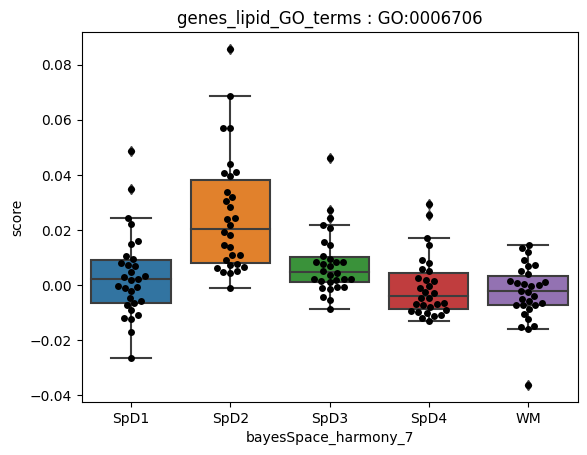 genes_lipid_GO_terms : GO:0006706
score
0.08
0.06
0.04
0.02
0.00
−0.02
−0.04
SpD1 SpD2 SpD3 SpD4 WM
bayesSpace_harmony_7